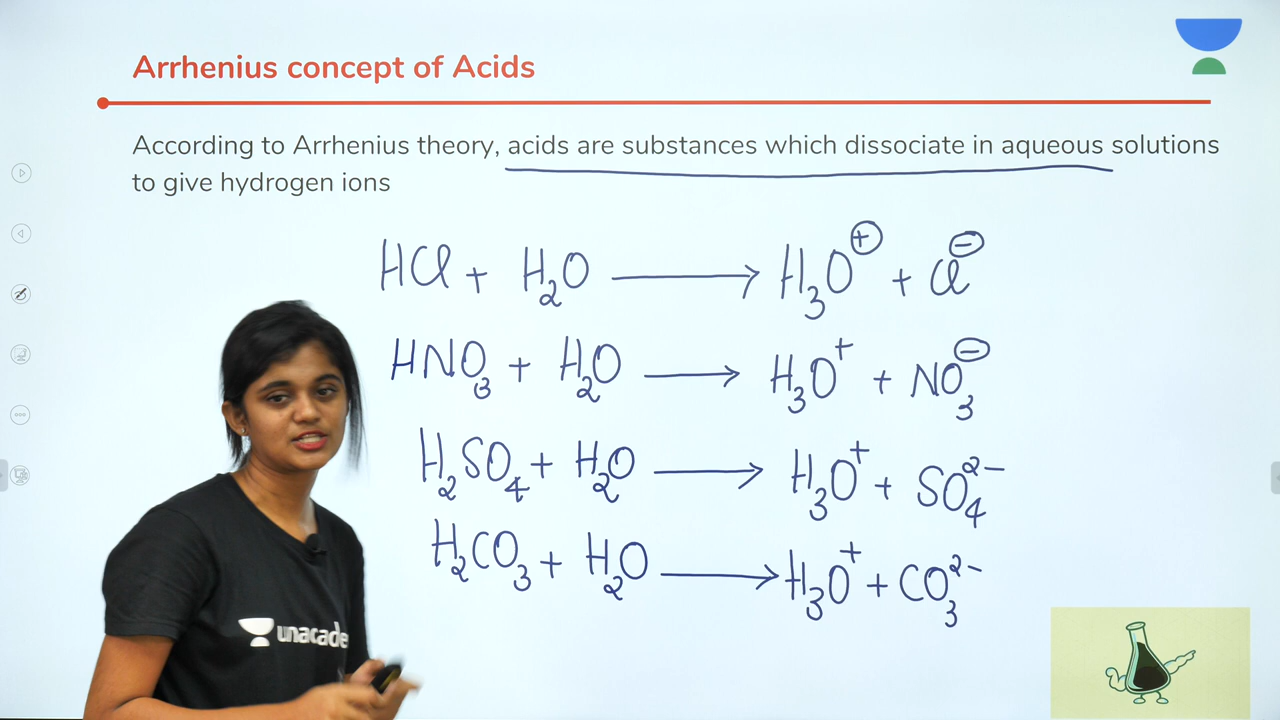 Arrhenius concept of Acids
According to Arrhenius theory, acids are substances which dissociate in aqueous solutions
to give hydrogen ions
HCl + H₂O ⟶ H₃O⊕ + Cl⊖
HNO₃ + H₂O ⟶ H₃O⁺ + NO₃⊖
H₂SO₄ + H₂O ⟶ H₃O⁺ + SO₄²⁻
H₂CO₃ + H₂O ⟶ H₃O⁺ + CO₃²⁻
unacade